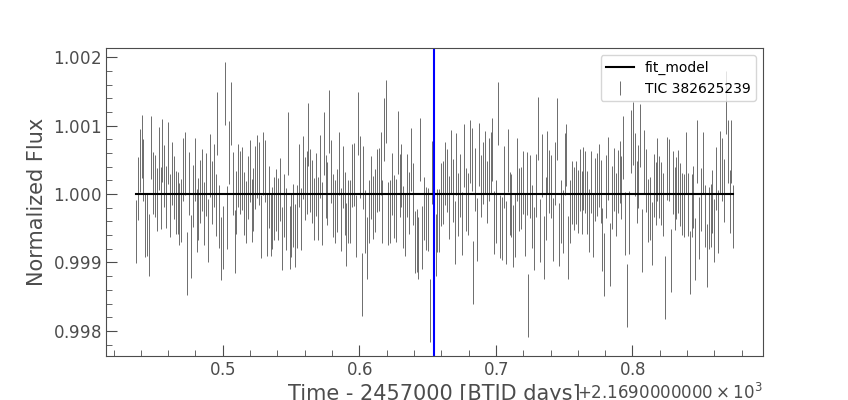 1.002
1.001
1.000
0.999
0.998
Normalized Flux
fit_model
TIC 382625239
0.5
0.6
0.7
0.8
Time - 2457000 [BTJD days]
+2.1690000000 × 10³